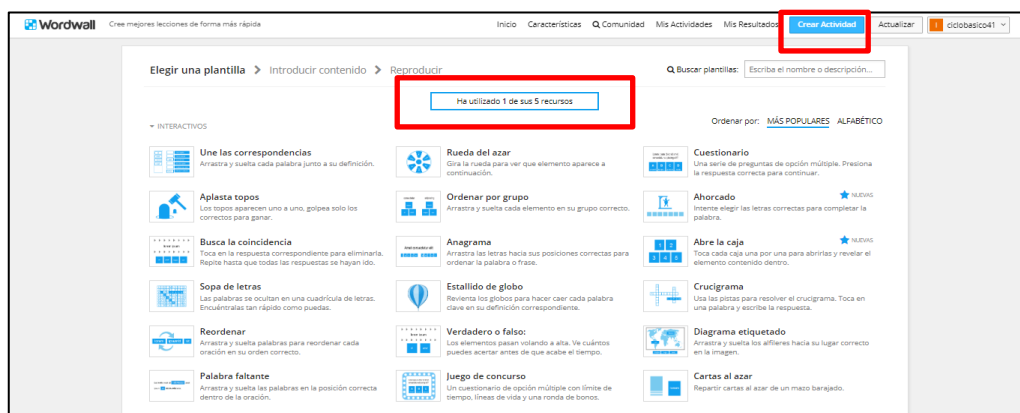 Wordwall Cree mejores lecciones de forma más rápida Inicio Características Comunidad Mis Actividades Mis Resultados Crear Actividad Actualizar ciclobasico41
Elegir una plantilla > Introducir contenido > Reproducir Buscar plantillas: Escriba el nombre o descripción...
Ha utilizado 1 de sus 5 recursos
INTERACTIVOS Ordenar por: MÁS POPULARES ALFABÉTICO
Une las correspondencias
Arrastra y suelta cada palabra junto a su definición.
Rueda del azar
Gira la rueda para ver que elemento aparece a
continuación.
Cuestionario
Una serie de preguntas de opción múltiple. Presiona
la respuesta correcta para continuar.
Aplasta topos
Los topos aparecen uno a uno, golpea solo los
correctos para ganar.
Ordenar por grupo
Arrastra y suelta cada elemento en su grupo correcto.
Ahorcado NUEVAS
Intente elegir las letras correctas para completar la
palabra.
Busca la coincidencia
Toca en la respuesta correspondiente para eliminarla.
Repite hasta que todas las respuestas se hayan ido.
Anagrama
Arrastra las letras hacia sus posiciones correctas para
ordenar la palabra o frase.
Abre la caja NUEVAS
Toca cada caja una por una para abrirlas y revelar el
elemento contenido dentro.
Sopa de letras
Las palabras se ocultan en una cuadrícula de letras.
Encuéntralas tan rápido como puedas.
Estallido de globo
Revienta los globos para hacer caer cada palabra
clave en su definición correspondiente.
Crucigrama
Usa las pistas para resolver el crucigrama. Toca en
una palabra y escribe la respuesta.
Reordenar
Arrastra y suelta palabras para reordenar cada
oración en su orden correcto.
Verdadero o falso:
Los elementos pasan volando a alta. Ve cuántos
puedes acertar antes de que acabe el tiempo.
Diagrama etiquetado
Arrastra y suelta los alfileres hacia su lugar correcto
en la imagen.
Palabra faltante
Arrastra y suelta las palabras en la posición correcta
dentro de la oración.
Juego de concurso
Un cuestionario de opción múltiple con límite de
tiempo, líneas de vida y una ronda de bonos.
Cartas al azar
Repartir cartas al azar de un mazo barajado.